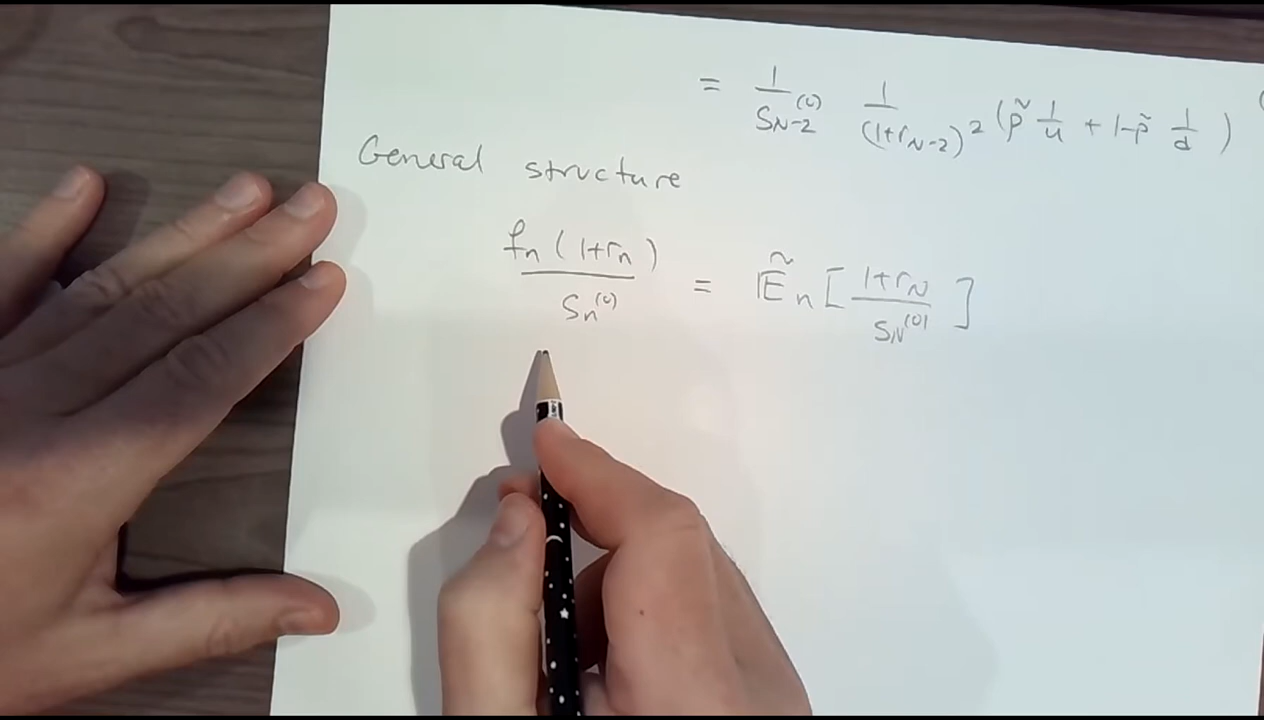 = 1/S_{N-2}^{(0)} 1/(1+r_{N-2})^2 (p̃ 1/u + 1-p̃ 1/d)
General structure
f_n(1+r_n)/S_n^{(0)} = Ẽ_n[1+r_N/S_N^{(0)}]